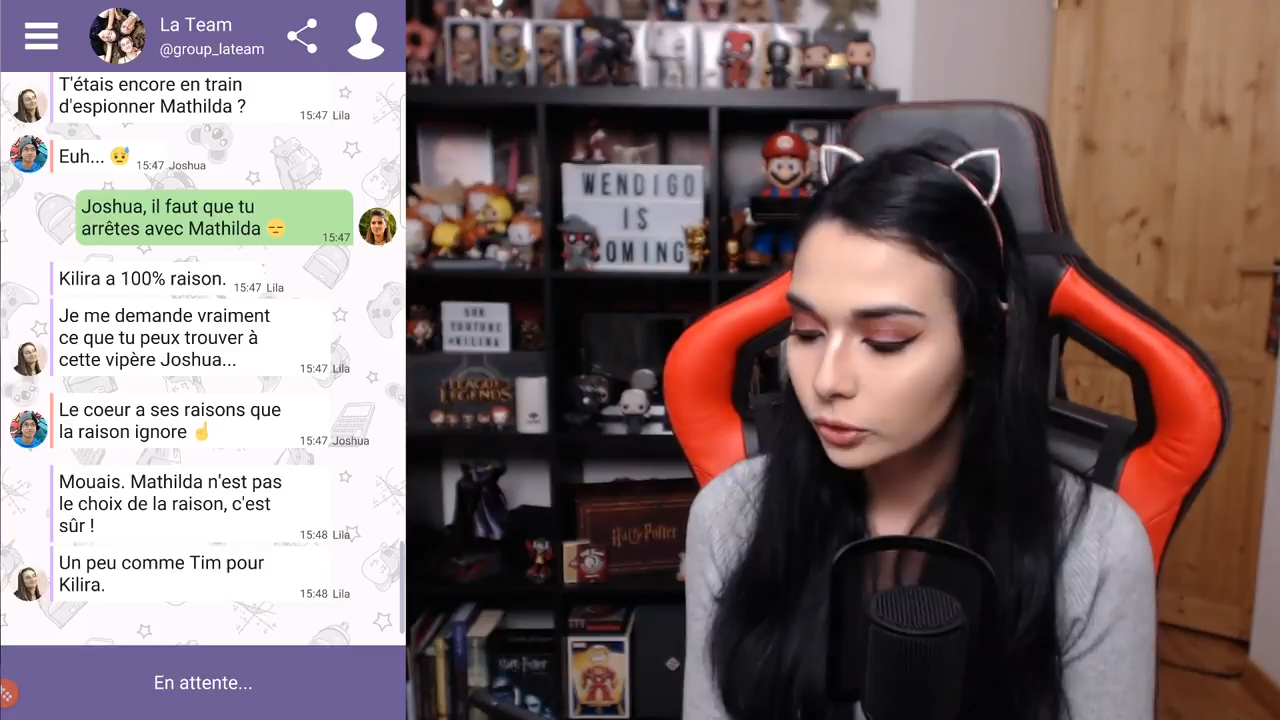 La Team
@group_lateam
T'étais encore en train
d'espionner Mathilda ?
15:47 Lila
Euh... 😓
15:47 Joshua
Joshua, il faut que tu
arrêtes avec Mathilda 😑
15:47
Kilira a 100% raison.
15:47 Lila
Je me demande vraiment
ce que tu peux trouver à
cette vipère Joshua...
15:47 Lila
Le coeur a ses raisons que
la raison ignore ☝
15:47 Joshua
Mouais. Mathilda n'est pas
le choix de la raison, c'est
sûr !
15:48 Lila
Un peu comme Tim pour
Kilira.
15:48 Lila
En attente...
WENDIGO
IS
COMING
YOUTUBE
#KILIRA
LEAGUE
LEGENDS
Harry Potter
Harry Potter